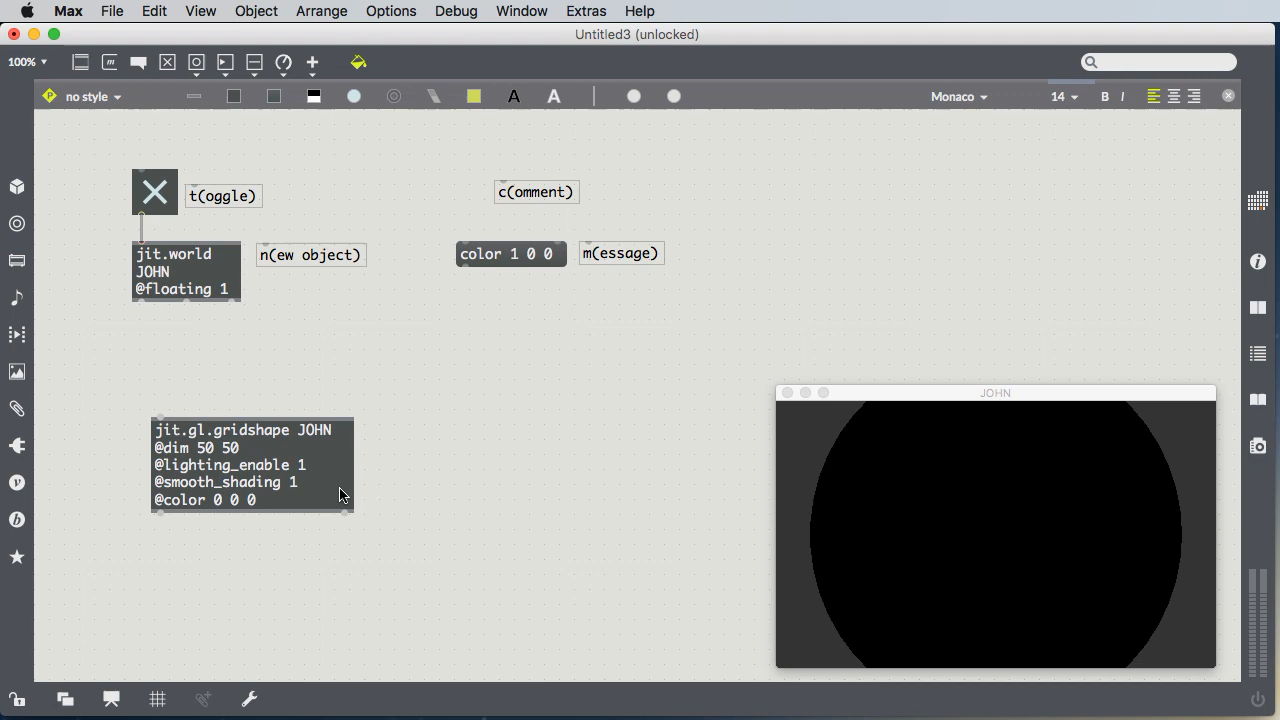 Max File Edit View Object Arrange Options Debug Window Extras Help
Untitled3 (unlocked)
100%
no style
Monaco
14
B I
t(oggle)
c(omment)
jit.world
JOHN
@floating 1
n(ew object)
color 1 0 0
m(essage)
JOHN
jit.gl.gridshape JOHN
@dim 50 50
@lighting_enable 1
@smooth_shading 1
@color 0 0 0